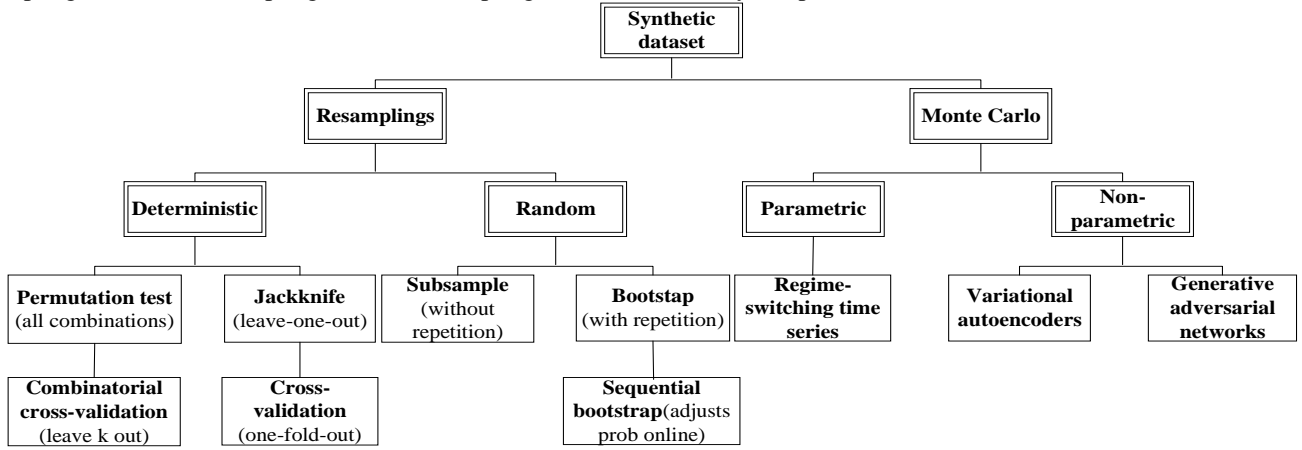 Synthetic
dataset
Resamplings
Monte Carlo
Deterministic
Random
Parametric
Non-
parametric
Permutation test
(all combinations)
Jackknife
(leave-one-out)
Subsample
(without
repetition)
Bootstap
(with repetition)
Regime-
switching time
series
Variational
autoencoders
Generative
adversarial
networks
Combinatorial
cross-validation
(leave k out)
Cross-
validation
(one-fold-out)
Sequential
bootstrap(adjusts
prob online)